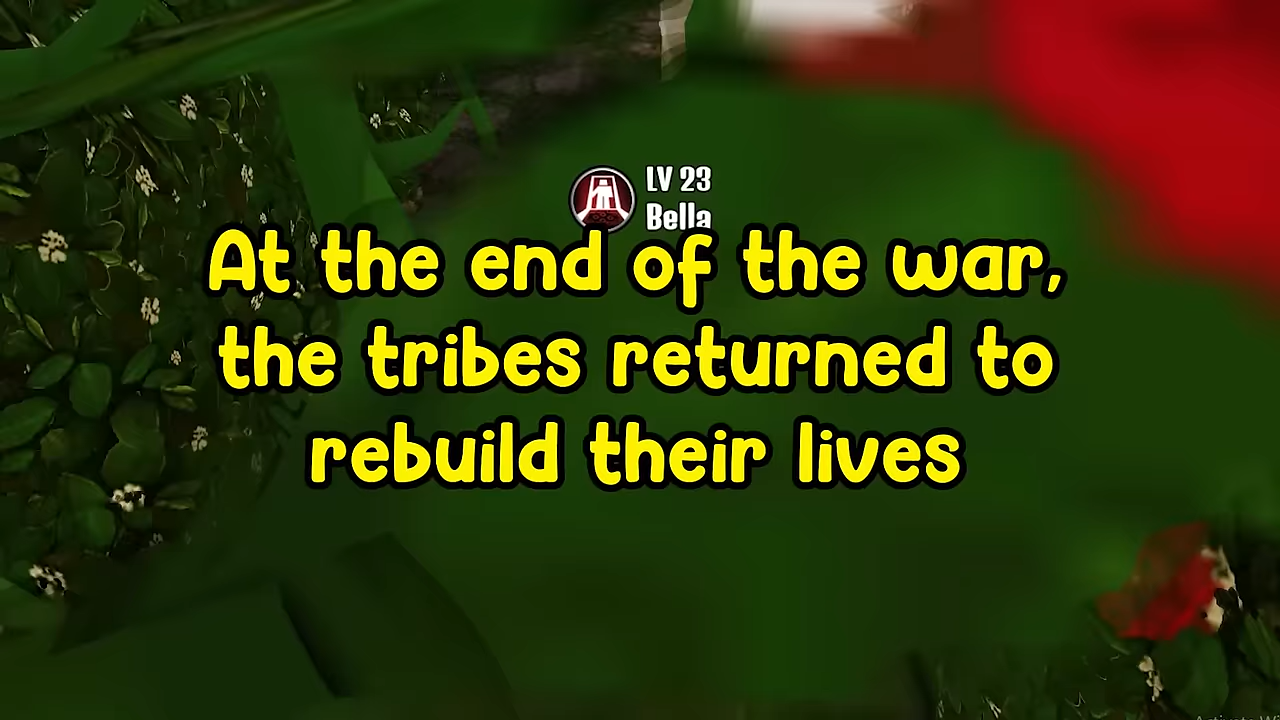 LV 23
Bella
At the end of the war,
the tribes returned to
rebuild their lives